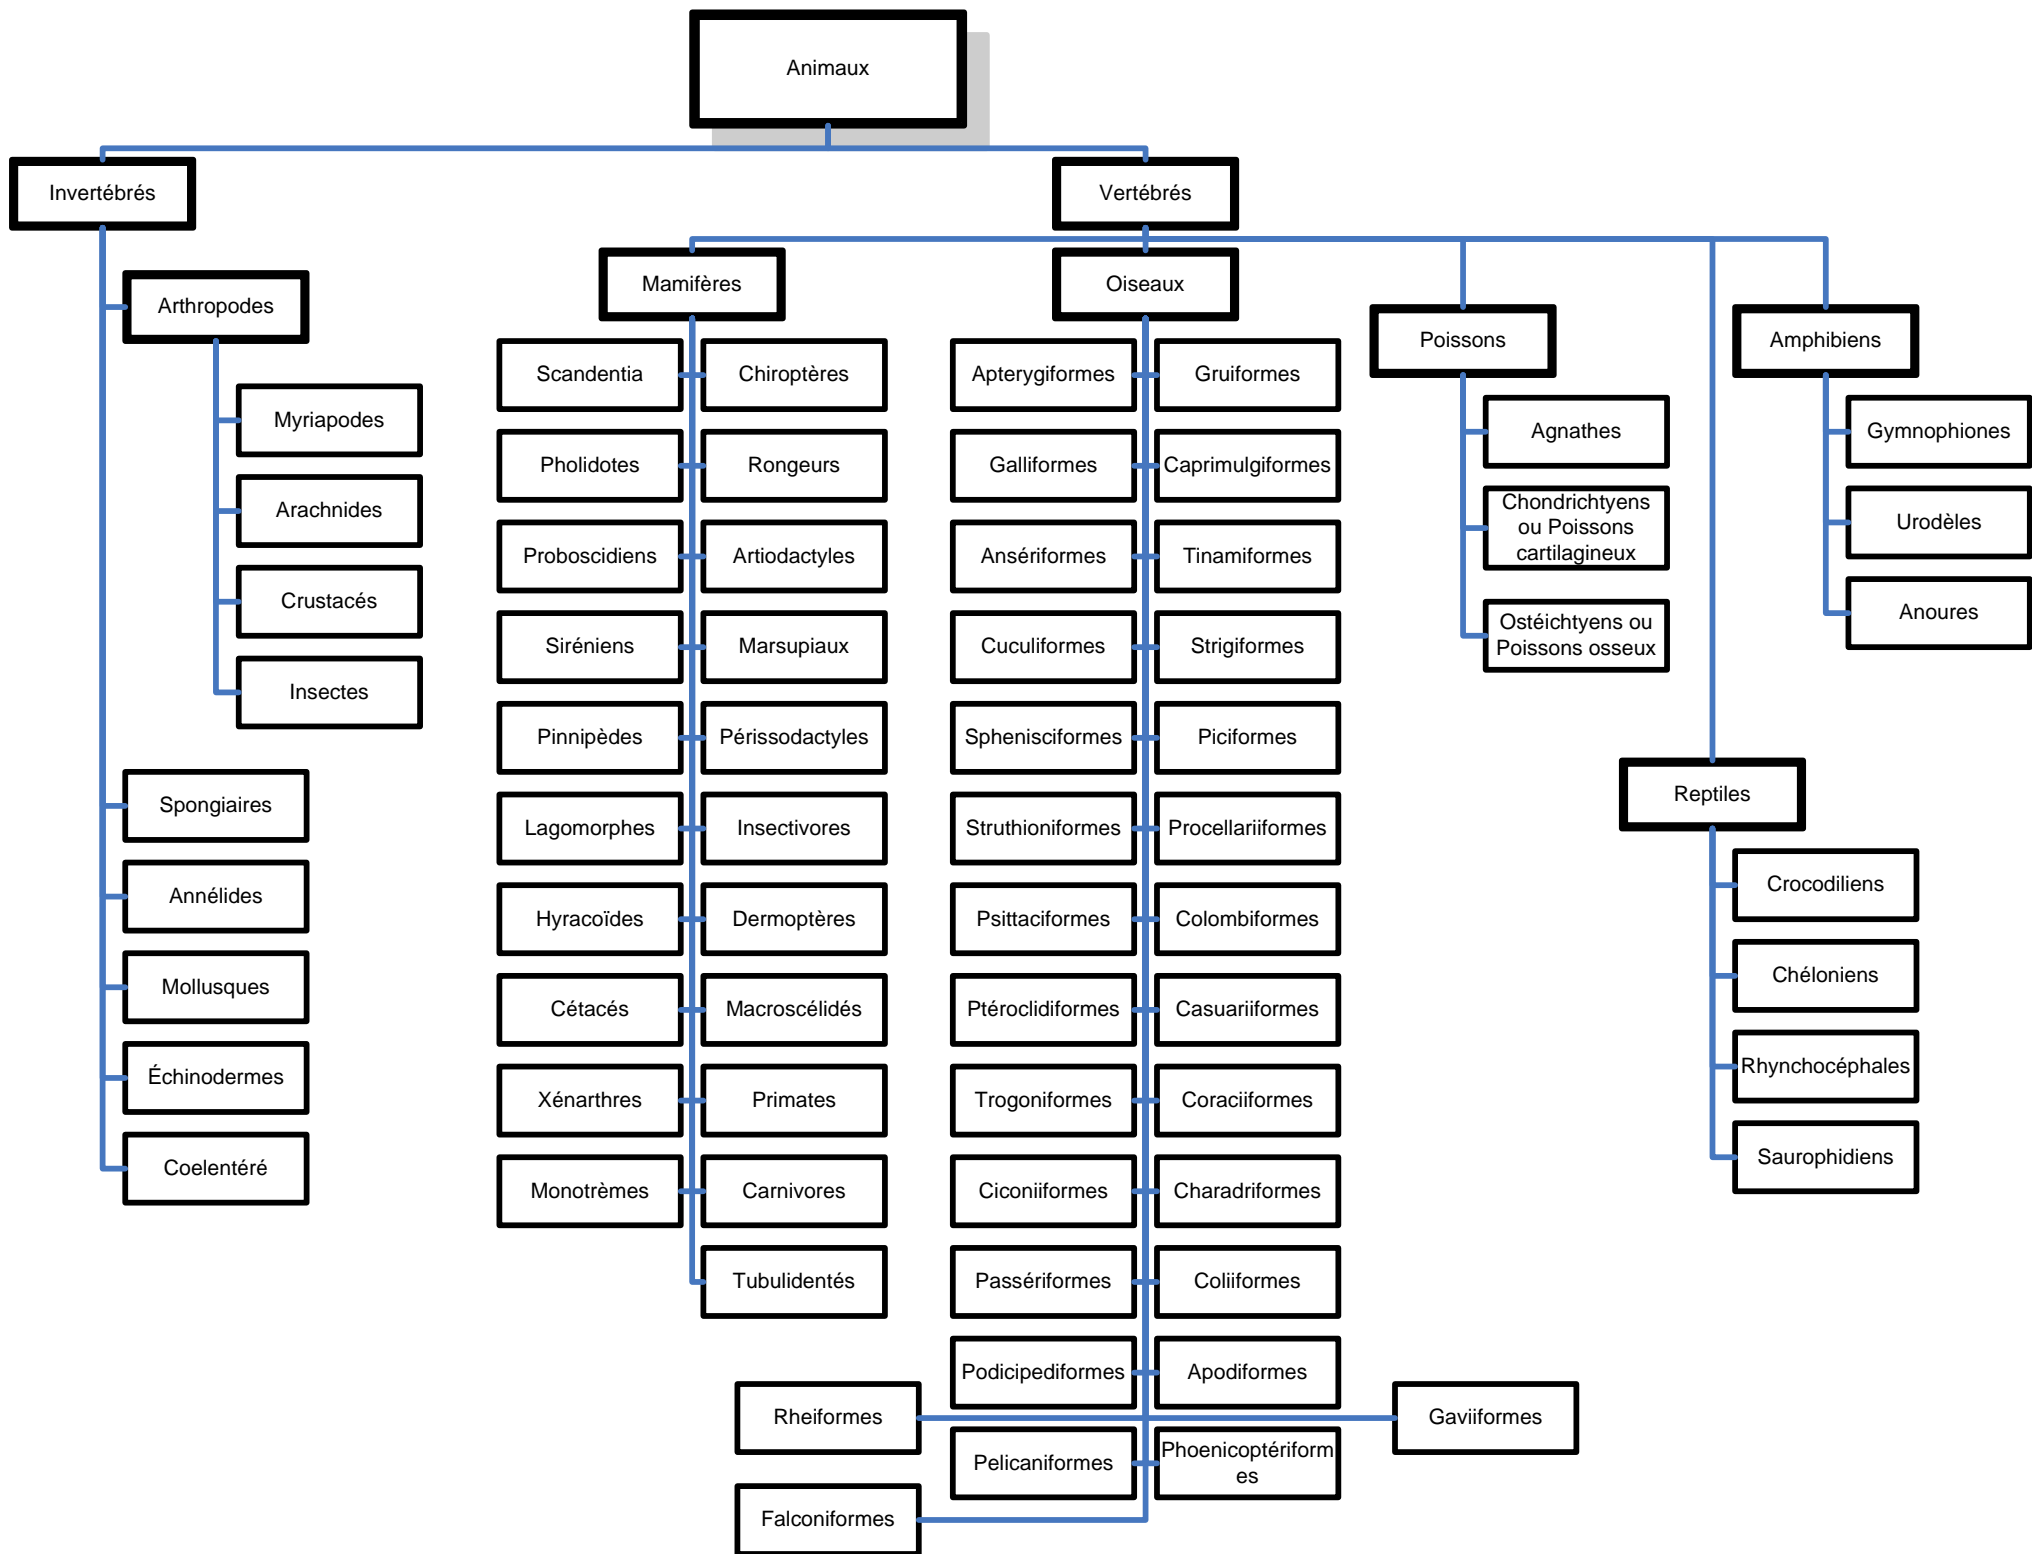 Animaux
Invertébrés
Vertébrés
Arthropodes
Myriapodes
Arachnides
Crustacés
Insectes
Spongiaires
Annélides
Mollusques
Échinodermes
Coelentéré
Mamifères
Scandentia
Chiroptères
Pholidotes
Rongeurs
Proboscidiens
Artiodactyles
Siréniens
Marsupiaux
Pinnipèdes
Périssodactyles
Lagomorphes
Insectivores
Hyracoïdes
Dermoptères
Cétacés
Macroscélidés
Xénarthres
Primates
Monotrèmes
Carnivores
Tubulidentés
Oiseaux
Apterygiformes
Gruiformes
Galliformes
Caprimulgiformes
Ansériformes
Tinamiformes
Cuculiformes
Strigiformes
Sphenisciformes
Piciformes
Struthioniformes
Procellariiformes
Psittaciformes
Colombiformes
Ptéroclidiformes
Casuariiformes
Trogoniformes
Coraciiformes
Ciconiiformes
Charadriformes
Passériformes
Coliiformes
Podicipediformes
Apodiformes
Rheiformes
Gaviiformes
Pelicaniformes
Phoenicoptériform
es
Falconiformes
Poissons
Agnathes
Chondrichtyens
ou Poissons
cartilagineux
Ostéichtyens ou
Poissons osseux
Amphibiens
Gymnophiones
Urodèles
Anoures
Reptiles
Crocodiliens
Chéloniens
Rhynchocéphales
Saurophidiens